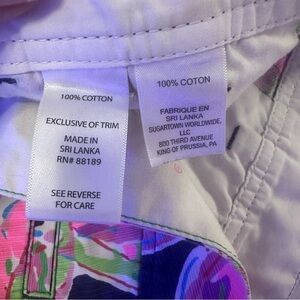 100% COTTON
EXCLUSIVE OF TRIM
MADE IN
SRI LANKA
RN# 88189
SEE REVERSE
FOR CARE
100% COTTON
FABRIQUE EN
SRI LANKA
SUGARTOWN WORLDWIDE,
LLC
800 THIRD AVENUE
KING OF PRUSSIA, PA